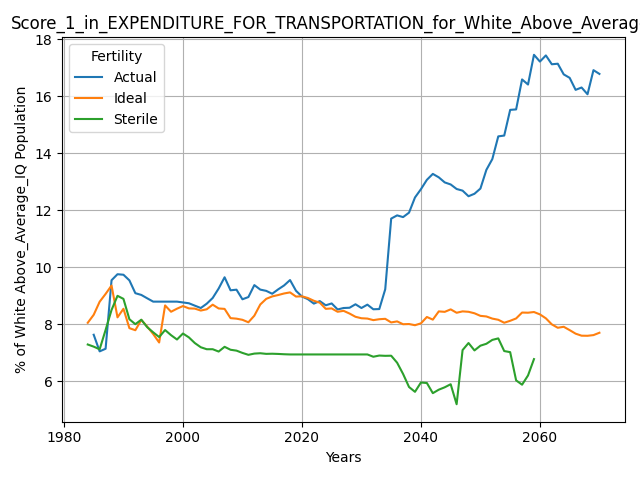 Score_1_in_EXPENDITURE_FOR_TRANSPORTATION_for_White_Above_Averag
18
16
14
12
10
8
6
% of White Above_Average_IQ Population
Fertility
Actual
Ideal
Sterile
1980
2000
2020
2040
2060
Years